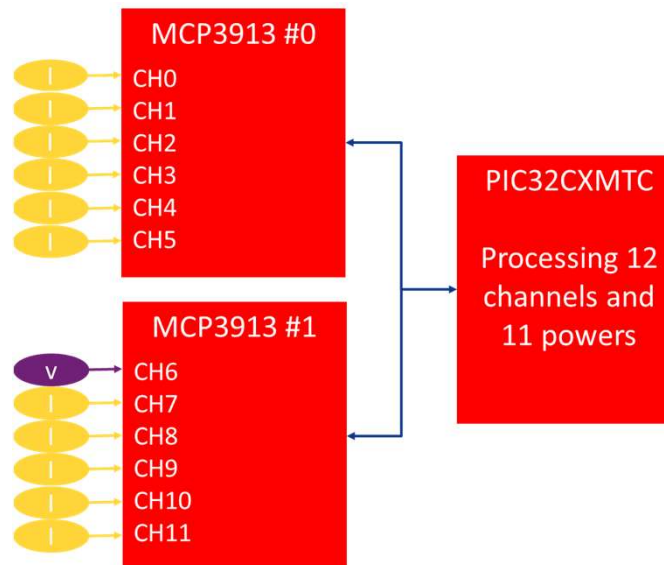 MCP3913 #0
I CH0
I CH1
I CH2
I CH3
I CH4
I CH5
MCP3913 #1
V CH6
I CH7
I CH8
I CH9
I CH10
I CH11
PIC32CXMTC
Processing 12
channels and
11 powers